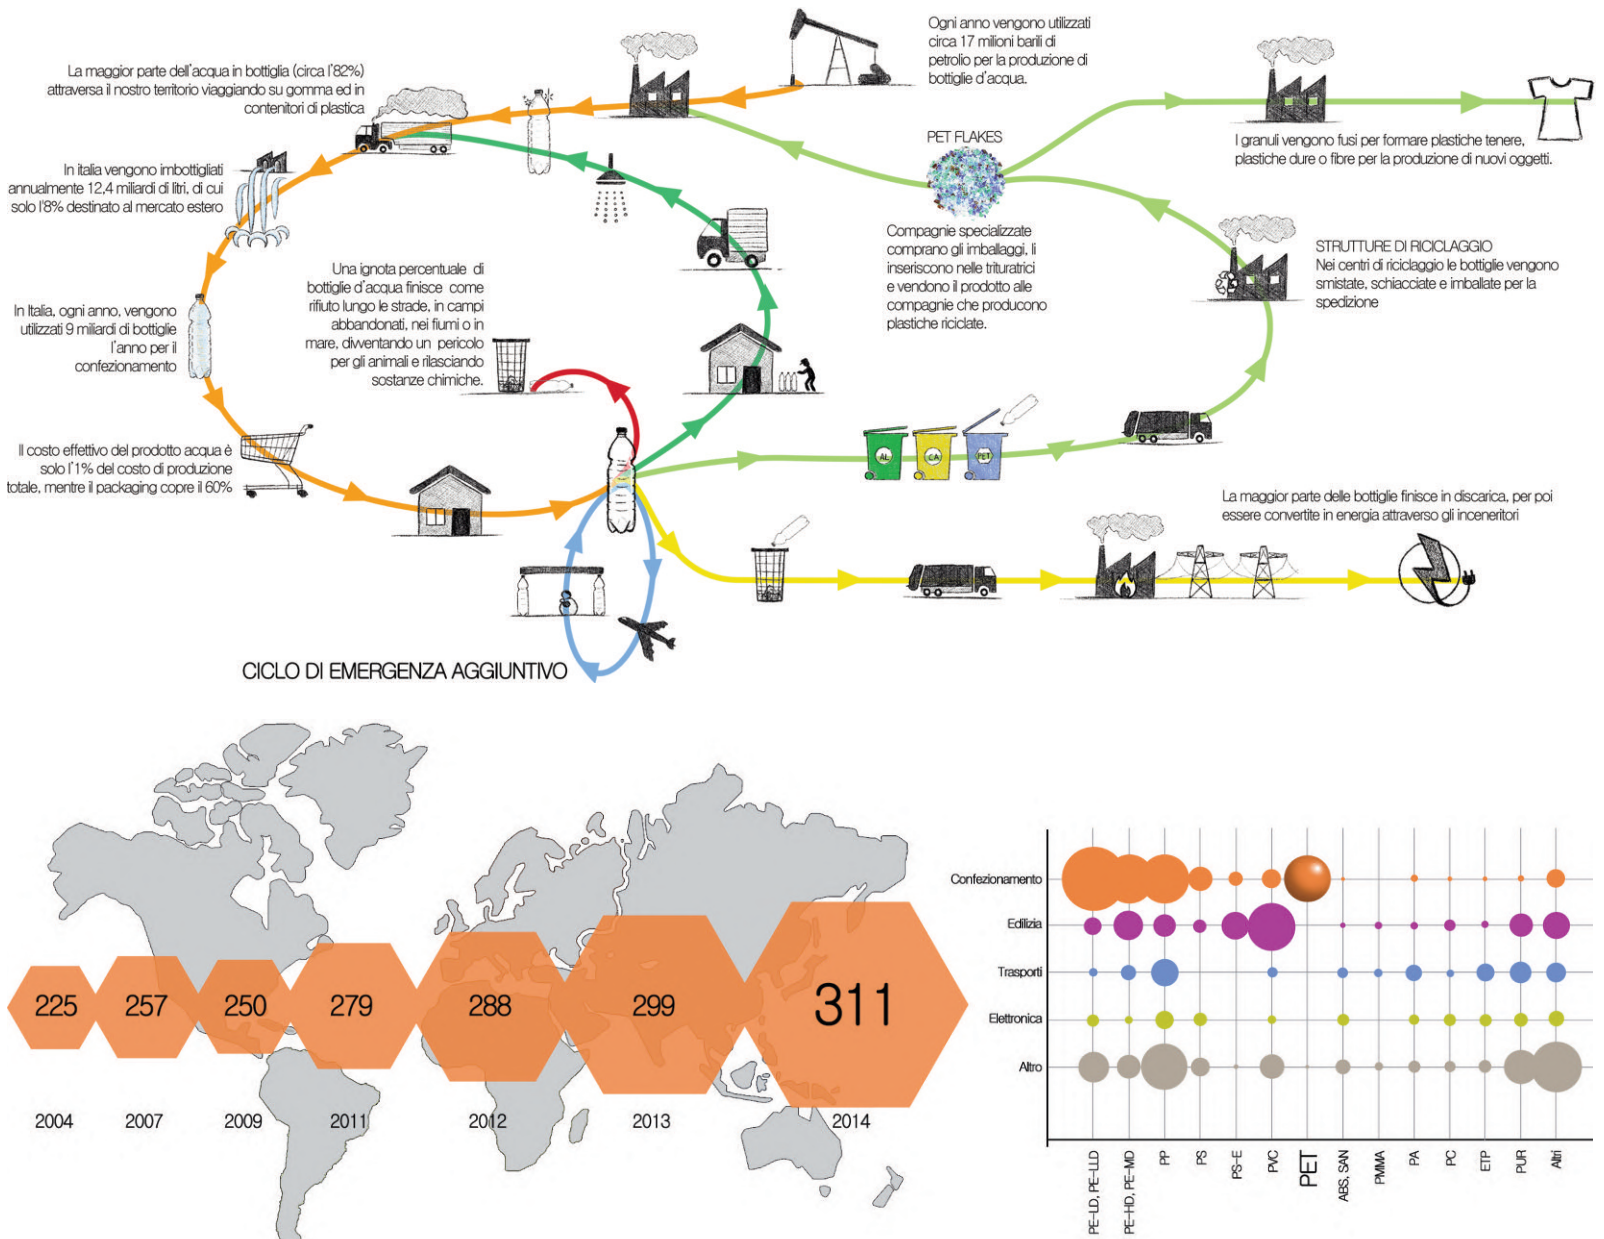 Ogni anno vengono utilizzati
circa 17 milioni barili di
petrolio per la produzione di
bottiglie d'acqua.
La maggior parte dell'acqua in bottiglia (circa l'82%)
attraversa il nostro territorio viaggiando su gomma ed in
contenitori di plastica
I granuli vengono fusi per formare plastiche tenere,
plastiche dure o fibre per la produzione di nuovi oggetti.
PET FLAKES
In italia vengono imbottigliati
annualmente 12,4 miliardi di litri, di cui
solo l'8% destinato al mercato estero
Compagnie specializzate
comprano gli imballaggi, li
inseriscono nelle trituratrici
e vendono il prodotto alle
compagnie che producono
plastiche riciclate.
STRUTTURE DI RICICLAGGIO
Nei centri di riciclaggio le bottiglie vengono
smistate, schiacciate e imballate per la
spedizione
Una ignota percentuale di
bottiglie d'acqua finisce come
rifiuto lungo le strade, in campi
abbandonati, nei fiumi o in
mare, divventando un pericolo
per gli animali e rilasciando
sostanze chimiche.
In Italia, ogni anno, vengono
utilizzati 9 miliardi di bottiglie
l'anno per il
confezionamento
Il costo effettivo del prodotto acqua è
solo l'1% del costo di produzione
totale, mentre il packaging copre il 60%
AL
CA
PET
La maggior parte delle bottiglie finisce in discarica, per poi
essere convertite in energia attraverso gli inceneritori
CICLO DI EMERGENZA AGGIUNTIVO
225
257
250
279
288
299
311
2004
2007
2009
2011
2012
2013
2014
Confezionamento
Edilizia
Trasporti
Elettronica
Altro
PE-LD, PE-LLD
PE-HD, PE-MD
PP
PS
PS-E
PVC
PET
ABS, SAN
PMMA
PA
PC
ETP
PUR
Altri